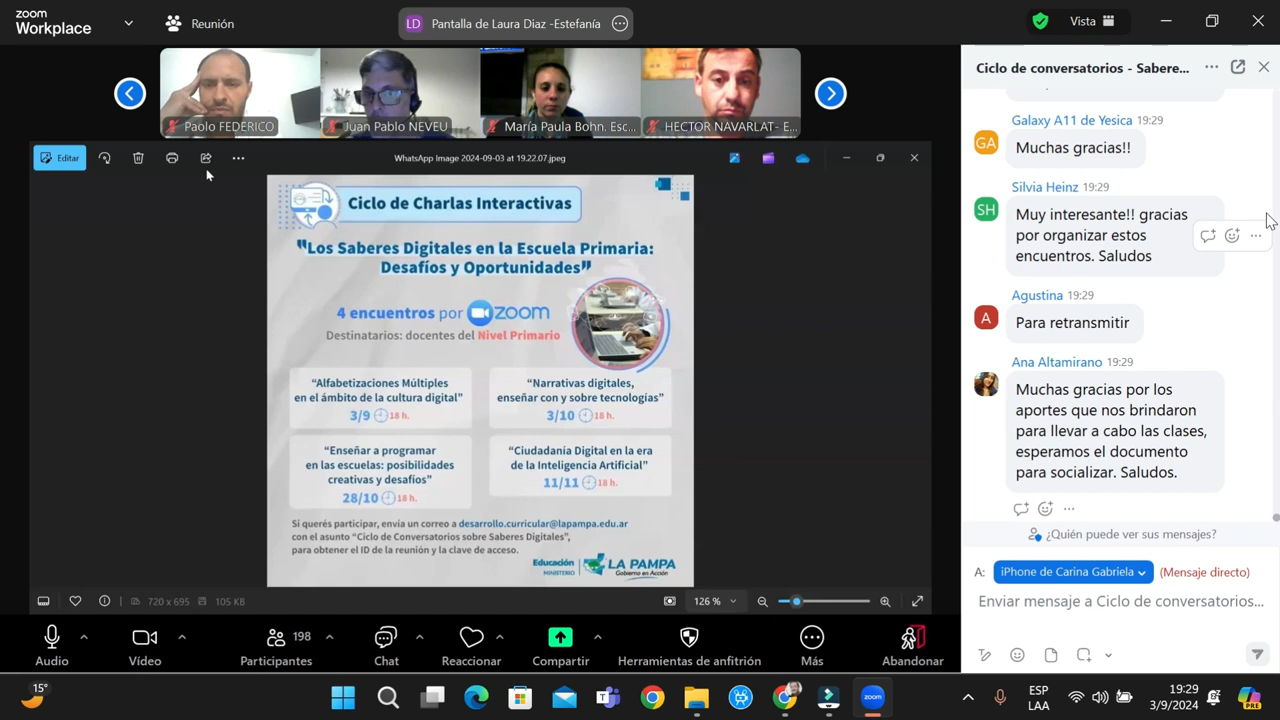 zoom
Workplace
Reunión
LD Pantalla de Laura Diaz -Estefanía
Vista
Paolo FEDERICO
Juan Pablo NEVEU
María Paula Bohn. Esc...
HECTOR NAVARLAT- E...
Editar
WhatsApp Image 2024-09-03 at 19.22.07.jpeg
Ciclo de Charlas Interactivas
"Los Saberes Digitales en la Escuela Primaria:
Desafíos y Oportunidades"
4 encuentros por zoom
Destinatarios: docentes del Nivel Primario
“Alfabetizaciones Múltiples
en el ámbito de la cultura digital”
3/9 18 h.
“Narrativas digitales,
enseñar con y sobre tecnologías”
3/10 18 h.
“Enseñar a programar
en las escuelas: posibilidades
creativas y desafíos”
28/10 18 h.
“Ciudadanía Digital en la era
de la Inteligencia Artificial”
11/11 18 h.
Si querés participar, envía un correo a desarrollo.curricular@lapampa.edu.ar
con el asunto “Ciclo de Conversatorios sobre Saberes Digitales”,
para obtener el ID de la reunión y la clave de acceso.
Educación
MINISTERIO
LA PAMPA
Gobierno en Acción
720 x 695
105 KB
126 %
Ciclo de conversatorios - Sabere...
Galaxy A11 de Yesica 19:29
GA
Muchas gracias!!
Silvia Heinz 19:29
SH
Muy interesante!! gracias
por organizar estos
encuentros. Saludos
Agustina 19:29
A
Para retransmitir
Ana Altamirano 19:29
Muchas gracias por los
aportes que nos brindaron
para llevar a cabo las clases,
esperamos el documento
para socializar. Saludos.
¿Quién puede ver sus mensajes?
A: iPhone de Carina Gabriela (Mensaje directo)
Enviar mensaje a Ciclo de conversatorios...
Audio
Vídeo
198
Participantes
Chat
Reaccionar
Compartir
Herramientas de anfitrión
Más
Abandonar
15°
zoom
ESP
LAA
19:29
3/9/2024
PRE